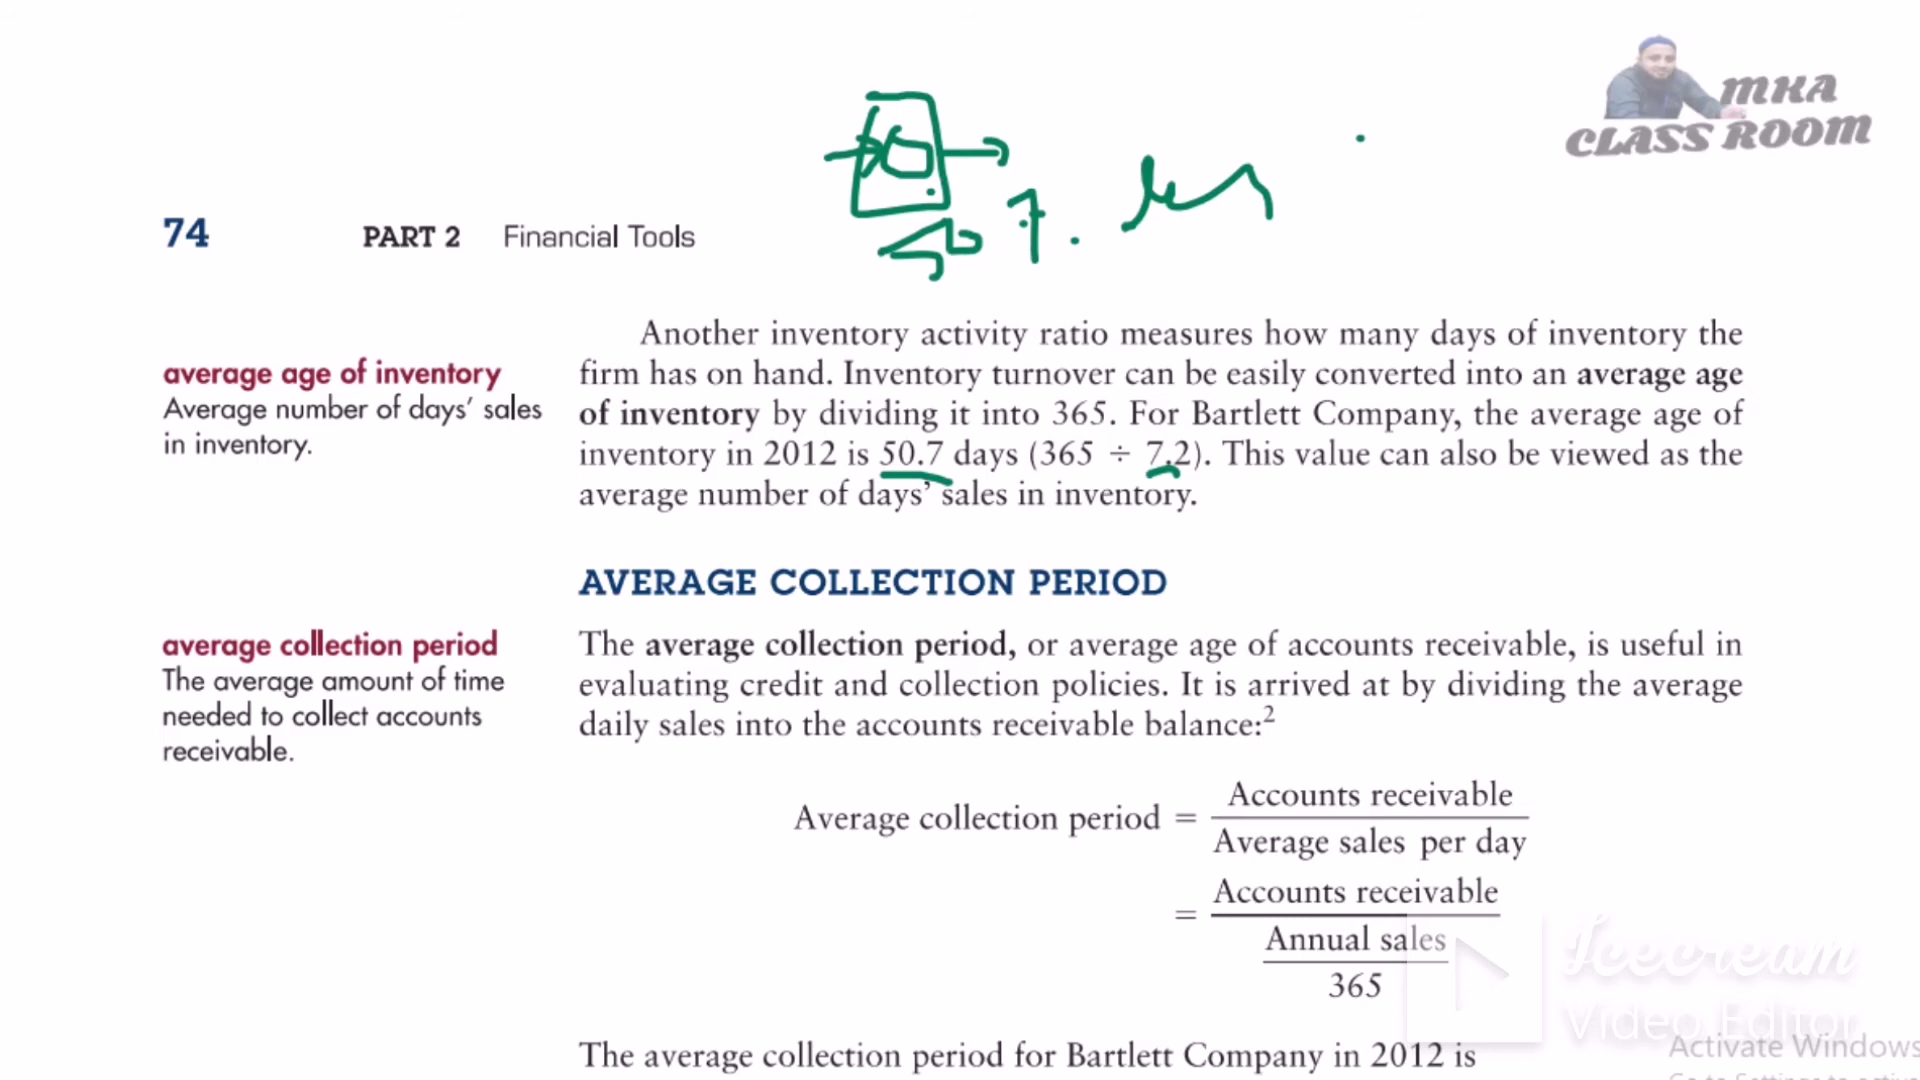 MKA
CLASS ROOM
50 7.
74 PART 2 Financial Tools
Another inventory activity ratio measures how many days of inventory the
firm has on hand. Inventory turnover can be easily converted into an average age
of inventory by dividing it into 365. For Bartlett Company, the average age of
inventory in 2012 is 50.7 days (365 ÷ 7.2). This value can also be viewed as the
average number of days’ sales in inventory.
average age of inventory
Average number of days’ sales
in inventory.
AVERAGE COLLECTION PERIOD
The average collection period, or average age of accounts receivable, is useful in
evaluating credit and collection policies. It is arrived at by dividing the average
daily sales into the accounts receivable balance:²
average collection period
The average amount of time
needed to collect accounts
receivable.
Average collection period = Accounts receivable
Average sales per day
= Accounts receivable
Annual sales
365
The average collection period for Bartlett Company in 2012 is
Icecream
Video Editor
Activate Windows